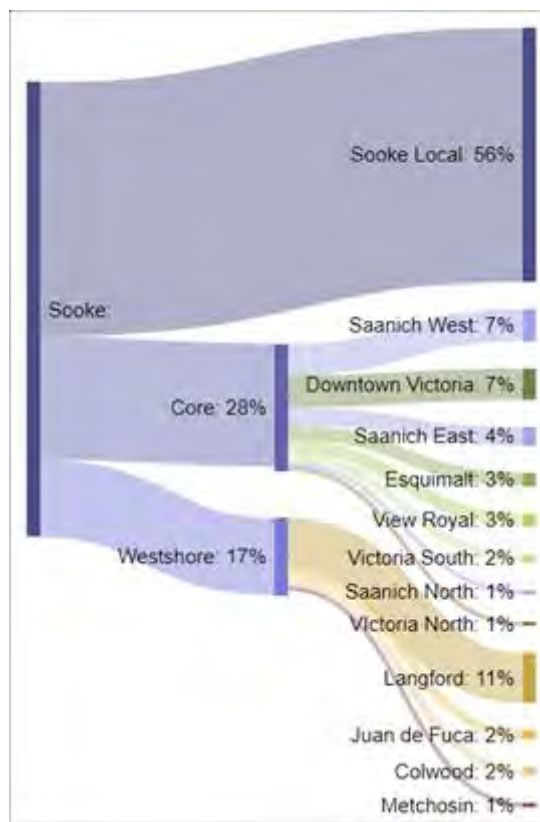 Sooke Local: 56%
Sooke:
Saanich West: 7%
Downtown Victoria: 7%
Core: 28%
Saanich East: 4%
Esquimalt: 3%
View Royal: 3%
Westshore: 17%
Victoria South: 2%
Saanich North: 1%
VIctoria North: 1%
Langford: 11%
Juan de Fuca: 2%
Colwood: 2%
Metchosin: 1%